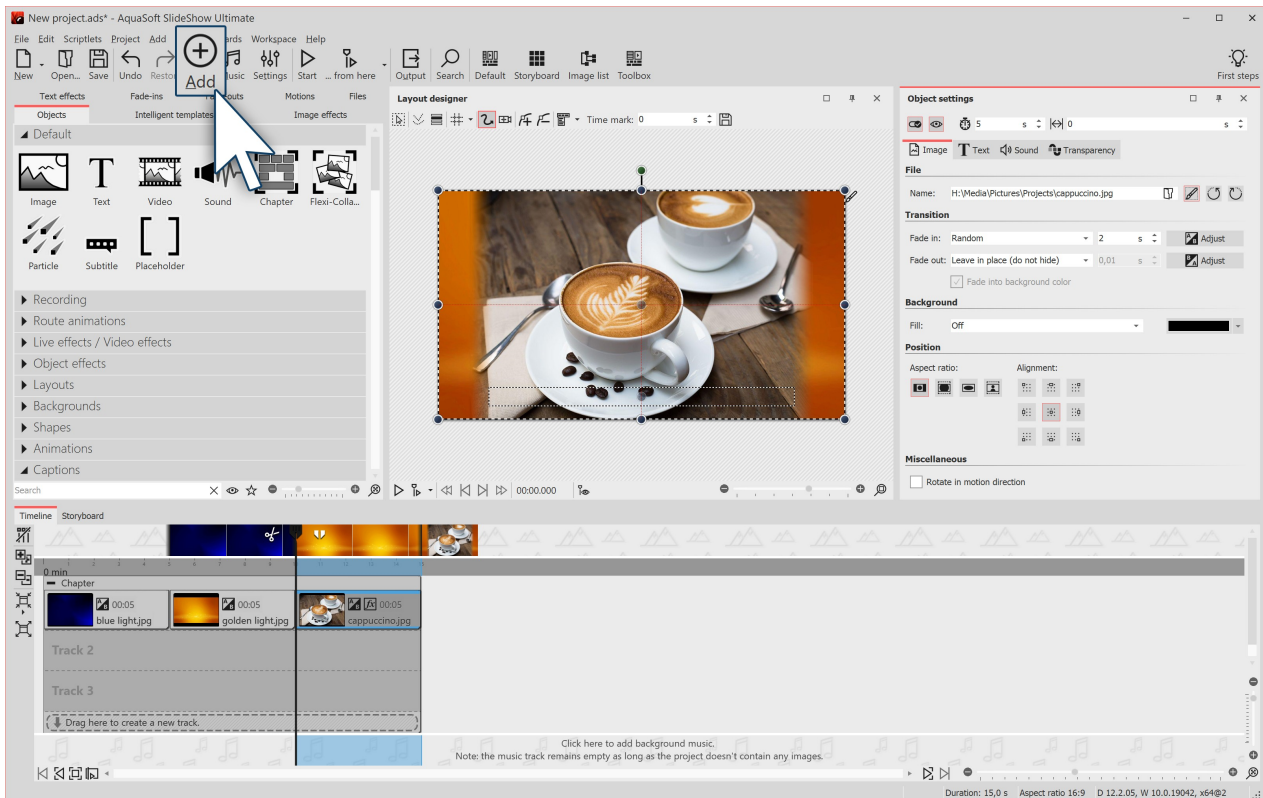 New project.ads* - AquaSoft SlideShow Ultimate
File Edit Scriptlets Project Add ards Workspace Help
New Open... Save Undo Restor Add usic Settings Start ... from here Output Search Default Storyboard Image list Toolbox First steps
Text effects Fade-ins Fade-outs Motions Files
Objects Intelligent templates Image effects
Default
Image Text Video Sound Chapter Flexi-Colla...
Particle Subtitle Placeholder
Recording
Route animations
Live effects / Video effects
Object effects
Layouts
Backgrounds
Shapes
Animations
Captions
Search
Layout designer
Time mark: 0 s
00:00.000
Object settings
5 s 0 s
Image Text Sound Transparency
File
Name: H:\Media\Pictures\Projects\cappuccino.jpg
Transition
Fade in: Random 2 s Adjust
Fade out: Leave in place (do not hide) 0,01 s Adjust
Fade into background color
Background
Fill: Off
Position
Aspect ratio: Alignment:
Miscellaneous
Rotate in motion direction
Timeline Storyboard
0 min
Chapter
00:05 00:05 fx 00:05
blue light.jpg golden light.jpg cappuccino.jpg
Track 2
Track 3
Drag here to create a new track.
Click here to add background music.
Note: the music track remains empty as long as the project doesn't contain any images.
Duration: 15,0 s Aspect ratio 16:9 D 12.2.05, W 10.0.19042, x64@2